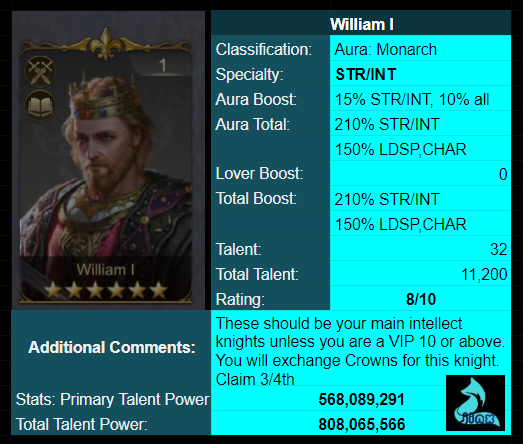 William I
1
William I
Classification: Aura: Monarch
Specialty: STR/INT
Aura Boost: 15% STR/INT, 10% all
Aura Total: 210% STR/INT
150% LDSP,CHAR
Lover Boost: 0
Total Boost: 210% STR/INT
150% LDSP,CHAR
Talent: 32
Total Talent: 11,200
Rating: 8/10
Additional Comments:
These should be your main intellect
knights unless you are a VIP 10 or above.
You will exchange Crowns for this knight.
Claim 3/4th
Stats: Primary Talent Power 568,089,291
Total Talent Power: 808,065,566